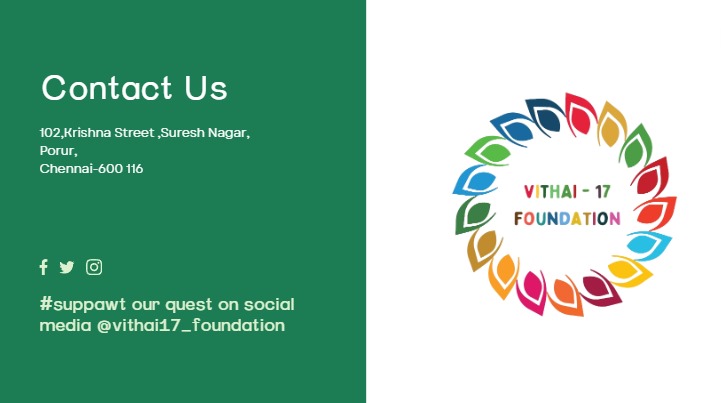 Contact Us
102,Krishna Street ,Suresh Nagar,
Porur,
Chennai-600 116
#suppawt our quest on social
media @vithai17_foundation
VITHAI - 17
FOUNDATION